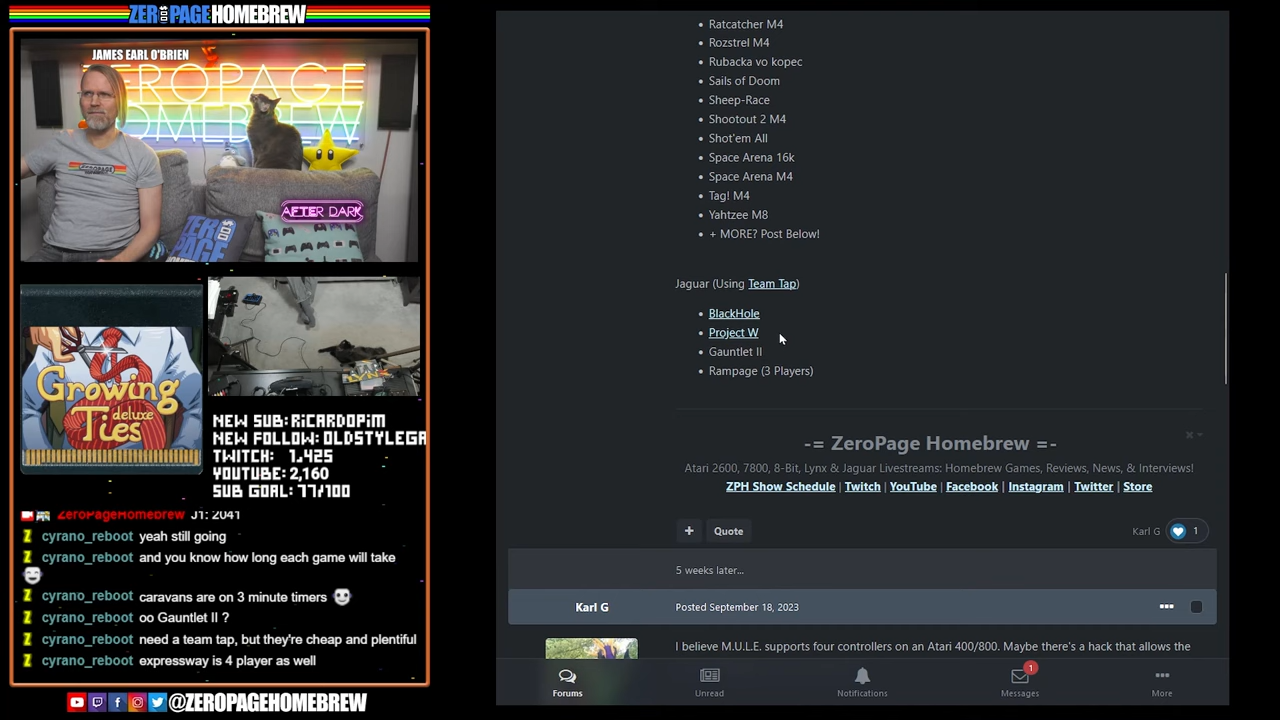 ZEROPAGE HOMEBREW
JAMES EARL O'BRIEN
ZEROPAGE
HOMEBREW
AFTER DARK
ZERO
PAGE
Growing
deluxe
Ties
NEW SUB: RICARDOPIM
NEW FOLLOW: OLDSTYLEGA
TWITCH: 1,425
YOUTUBE: 2,160
SUB GOAL: 77/100
ZeroPageHomebrew J1: 2041
cyrano_reboot yeah still going
cyrano_reboot and you know how long each game will take
cyrano_reboot caravans are on 3 minute timers
cyrano_reboot oo Gauntlet II ?
cyrano_reboot need a team tap, but they're cheap and plentiful
cyrano_reboot expressway is 4 player as well
@ZEROPAGEHOMEBREW
Ratcatcher M4
Rozstrel M4
Rubacka vo kopec
Sails of Doom
Sheep-Race
Shootout 2 M4
Shot'em All
Space Arena 16k
Space Arena M4
Tag! M4
Yahtzee M8
+ MORE? Post Below!
Jaguar (Using Team Tap)
BlackHole
Project W
Gauntlet II
Rampage (3 Players)
-= ZeroPage Homebrew =-
Atari 2600, 7800, 8-Bit, Lynx & Jaguar Livestreams: Homebrew Games, Reviews, News, & Interviews!
ZPH Show Schedule | Twitch | YouTube | Facebook | Instagram | Twitter | Store
+ Quote
Karl G 1
5 weeks later...
Karl G
Posted September 18, 2023
I believe M.U.L.E. supports four controllers on an Atari 400/800. Maybe there's a hack that allows the
Forums
Unread
Notifications
1
Messages
More